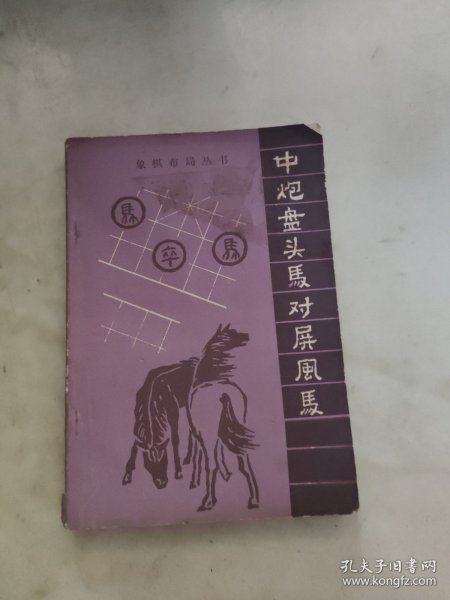 象棋布局丛书
中炮盘头馬对屏風馬
馬
卒
馬
孔夫子旧书网
www.kongfz.com